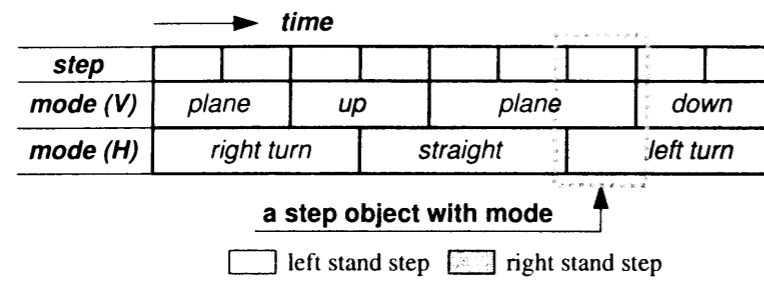 time
step
mode (V) plane up plane down
mode (H) right turn straight left turn
a step object with mode
left stand step right stand step